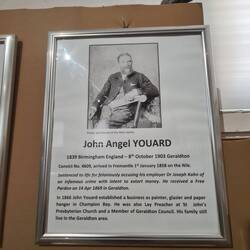 John Angel YOUARD
1839 Birmingham England – 8th October 1903 Geraldton
Convict No. 4609, arrived in Fremantle 1st January 1858 on the Nile.
Sentenced to life for feloniously accusing his employer Dr Joseph Kahn of
an infamous crime with intent to extort money. He received a Free
Pardon on 14 Apr 1869 in Geraldton.
In 1866 John Youard established a business as painter, glazier and paper
hanger in Champion Bay. He was also Lay Preacher at St John's
Presbyterian Church and a Member of Geraldton Council. His family still
live in the Geraldton area.